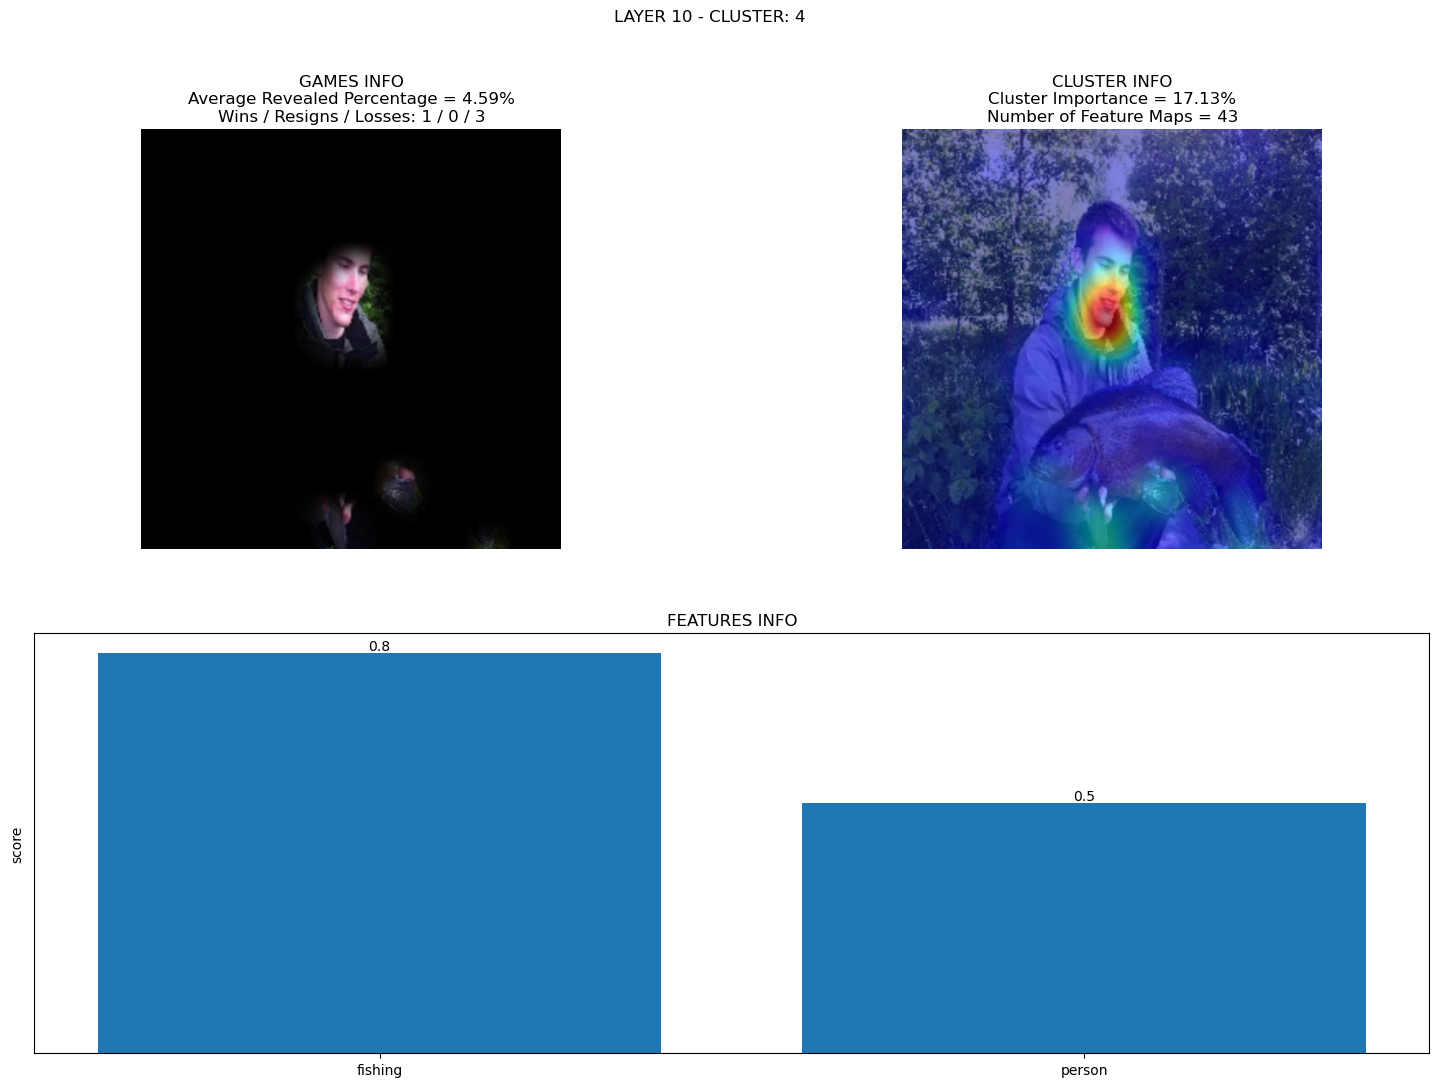 LAYER 10 - CLUSTER: 4
GAMES INFO
Average Revealed Percentage = 4.59%
Wins / Resigns / Losses: 1 / 0 / 3
CLUSTER INFO
Cluster Importance = 17.13%
Number of Feature Maps = 43
FEATURES INFO
score
0.8
0.5
fishing
person